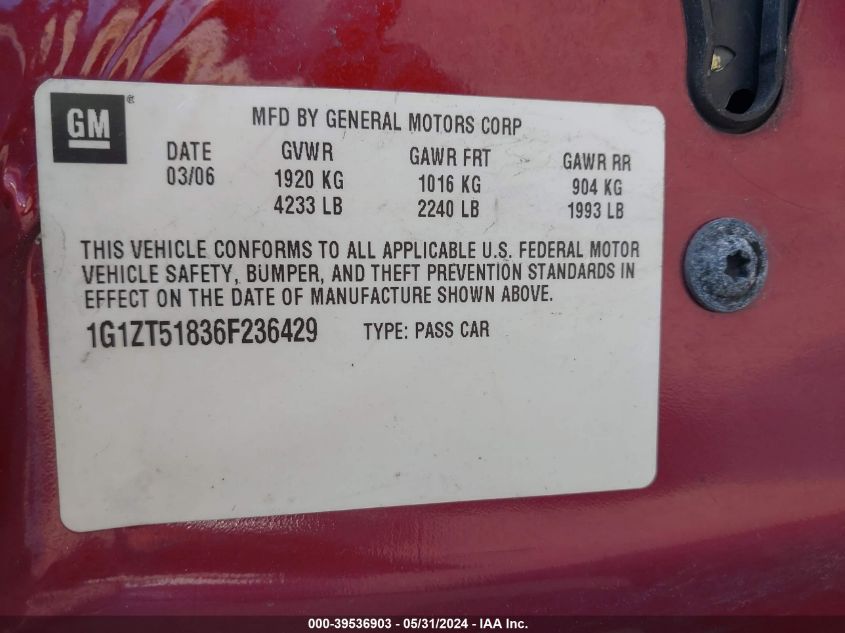 GM
MFD BY GENERAL MOTORS CORP
DATE GVWR GAWR FRT GAWR RR
03/06 1920 KG 1016 KG 904 KG
4233 LB 2240 LB 1993 LB
THIS VEHICLE CONFORMS TO ALL APPLICABLE U.S. FEDERAL MOTOR
VEHICLE SAFETY, BUMPER, AND THEFT PREVENTION STANDARDS IN
EFFECT ON THE DATE OF MANUFACTURE SHOWN ABOVE.
1G1ZT51836F236429 TYPE: PASS CAR
000-39536903 - 05/31/2024 - IAA Inc.